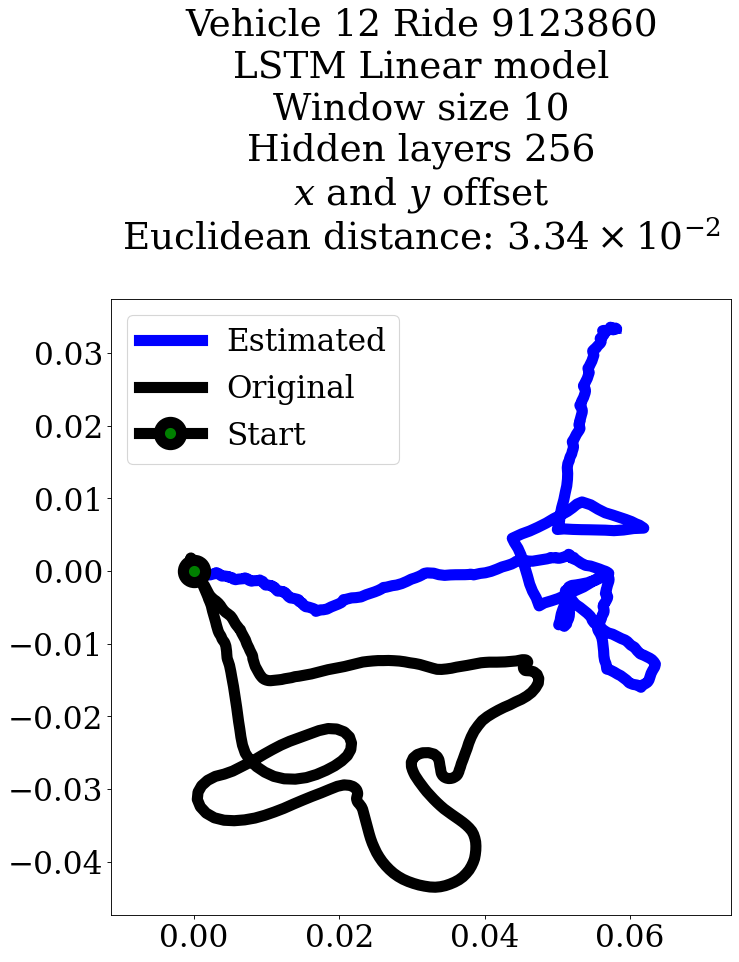 Vehicle 12 Ride 9123860
LSTM Linear model
Window size 10
Hidden layers 256
x and y offset
Euclidean distance: 3.34 × 10⁻²
Estimated
Original
Start
0.03
0.02
0.01
0.00
−0.01
−0.02
−0.03
−0.04
0.00 0.02 0.04 0.06